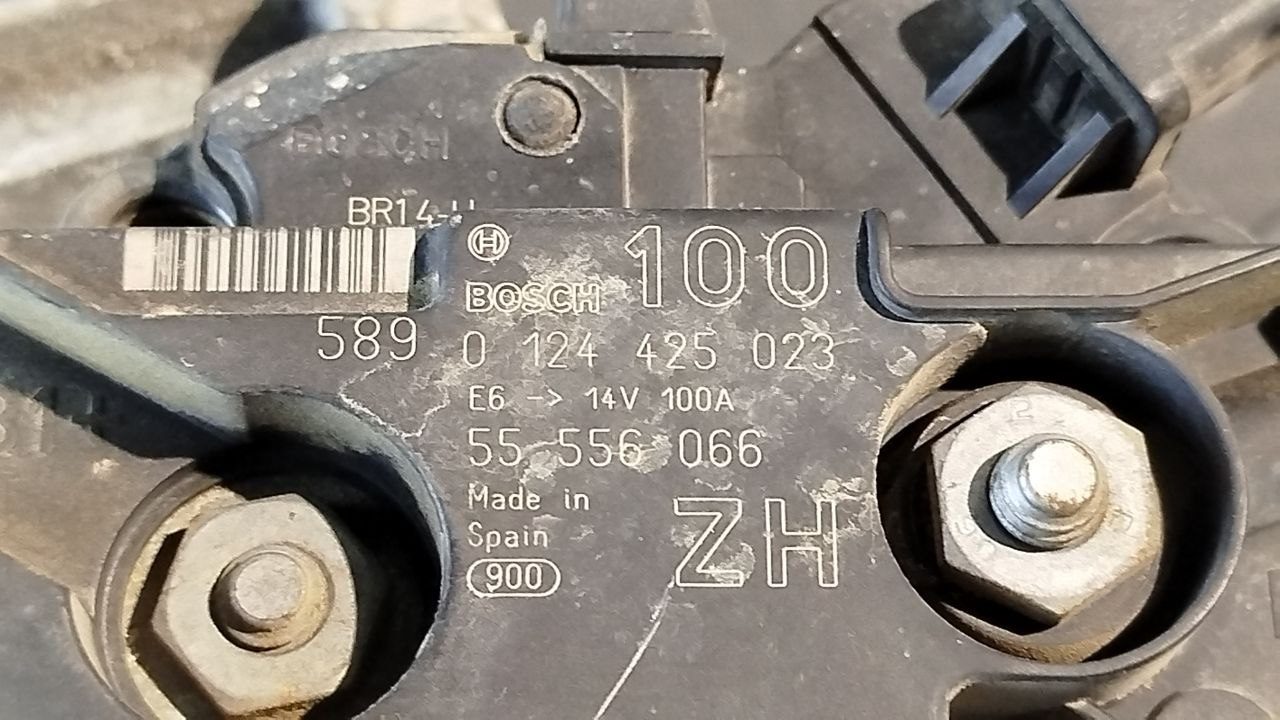 BOSCH
BR14-H
BOSCH
100
589
0 124 425 023
E6 -> 14V 100A
55 556 066
Made in
Spain
ZH
900